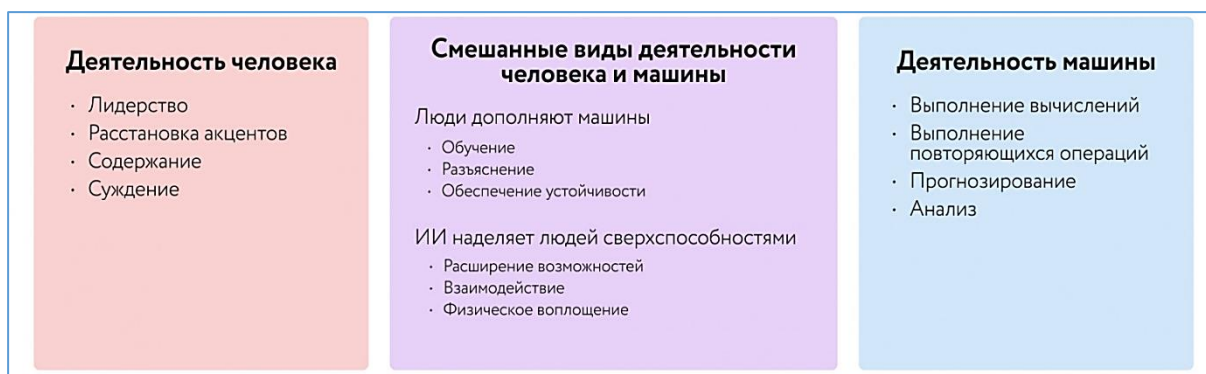 Деятельность человека
· Лидерство
· Расстановка акцентов
· Содержание
· Суждение
Смешанные виды деятельности
человека и машины
Люди дополняют машины
· Обучение
· Разъяснение
· Обеспечение устойчивости
ИИ наделяет людей сверхспособностями
· Расширение возможностей
· Взаимодействие
· Физическое воплощение
Деятельность машины
· Выполнение вычислений
· Выполнение
повторяющихся операций
· Прогнозирование
· Анализ